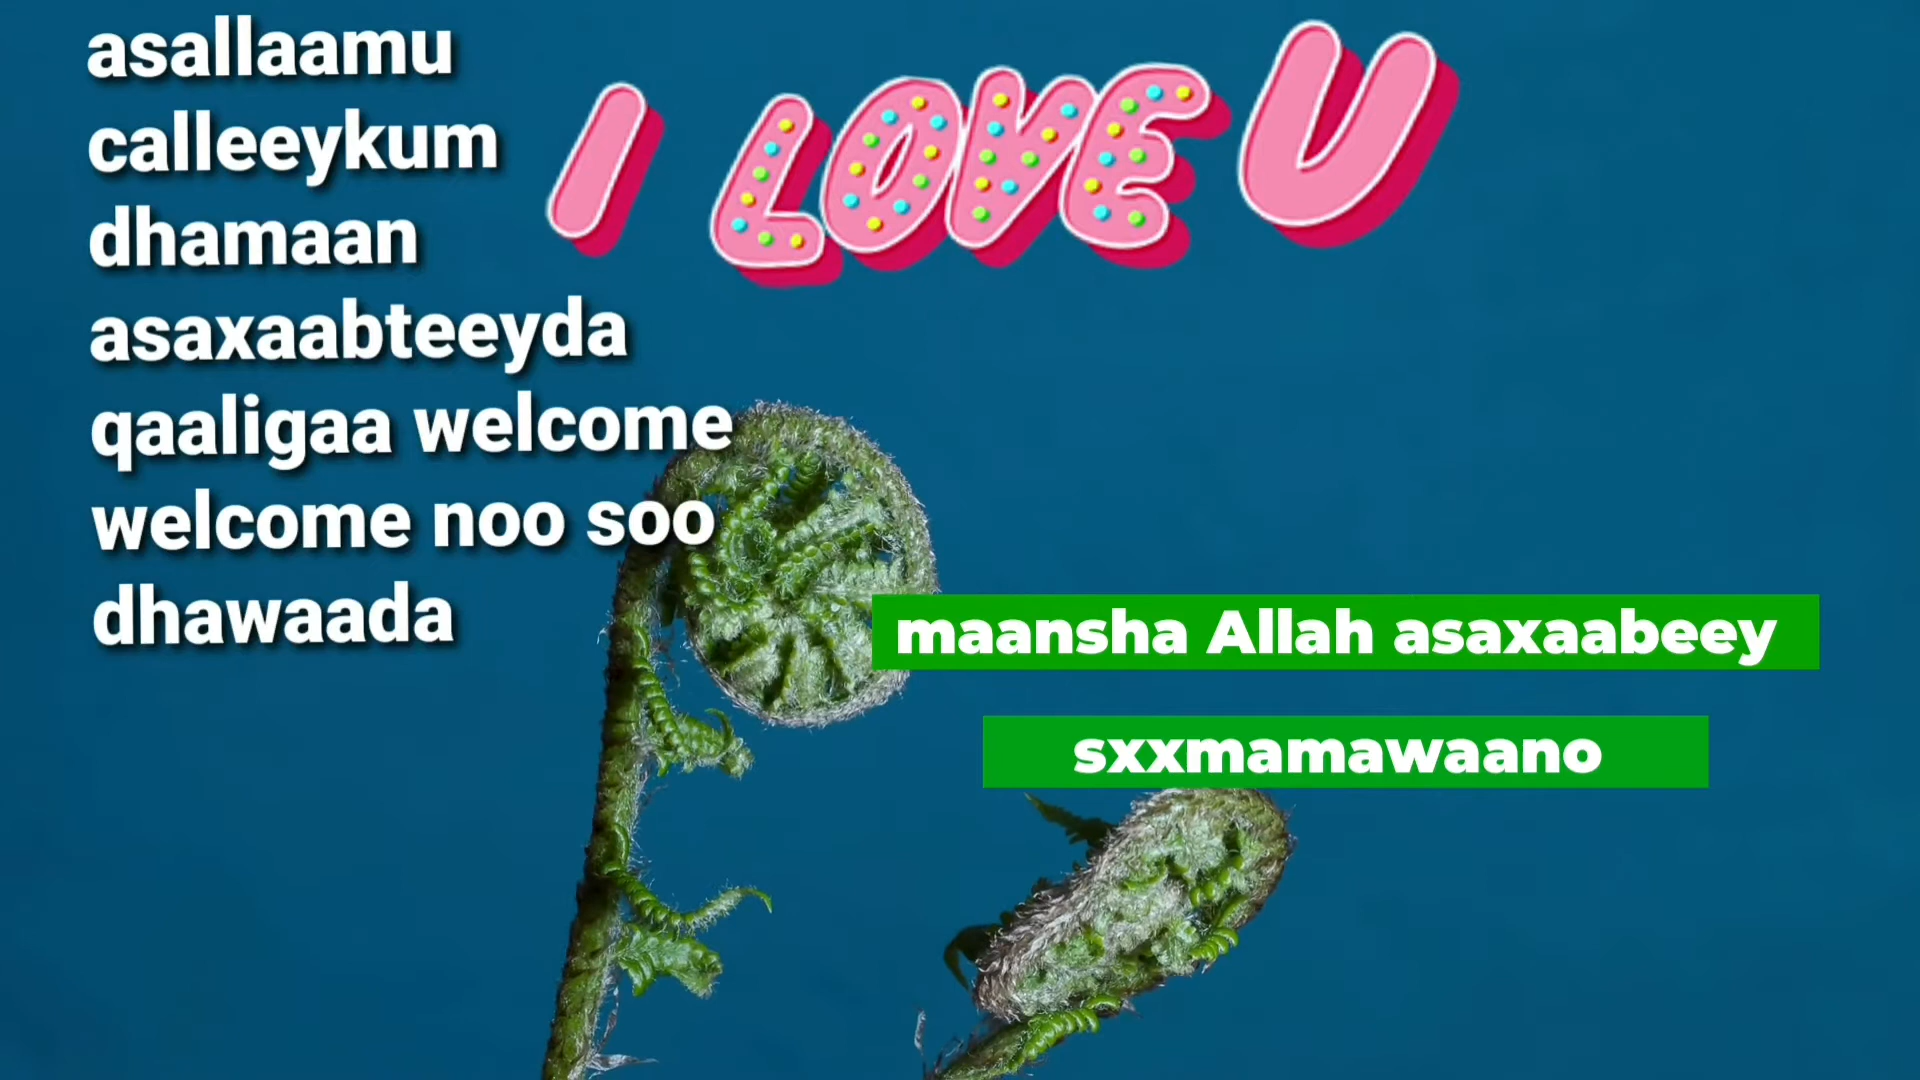 asallaamu
calleeykum
dhamaan
asaxaabteeyda
qaaligaa welcome
welcome noo soo
dhawaada
I LOVE U
maansha Allah asaxaabeey
sxxmamawaano